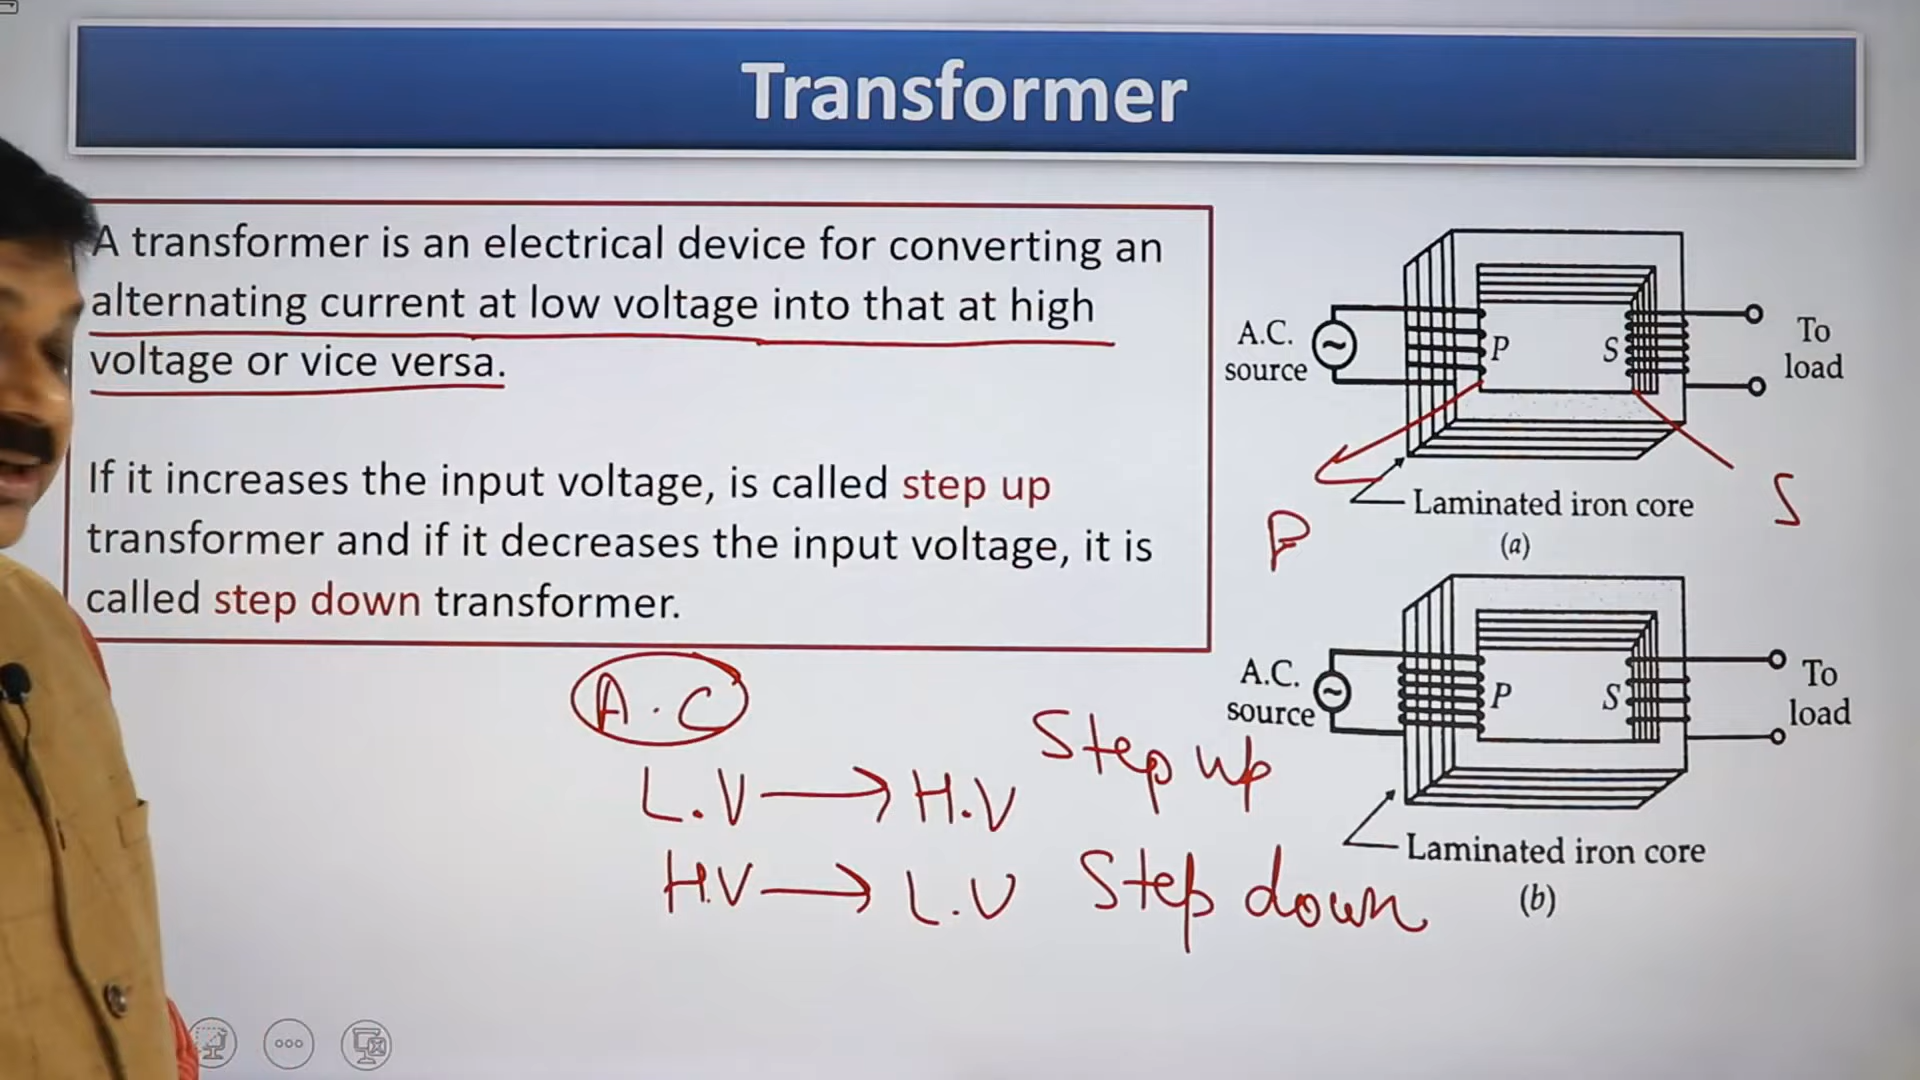 Transformer
A transformer is an electrical device for converting an
alternating current at low voltage into that at high
voltage or vice versa.
If it increases the input voltage, is called step up
transformer and if it decreases the input voltage, it is
called step down transformer.
A.C
L.V → H.V Step up
H.V → L.V Step down
A.C.
source
P
S
To
load
Laminated iron core
P
S
(a)
A.C.
source
P
S
To
load
Laminated iron core
(b)